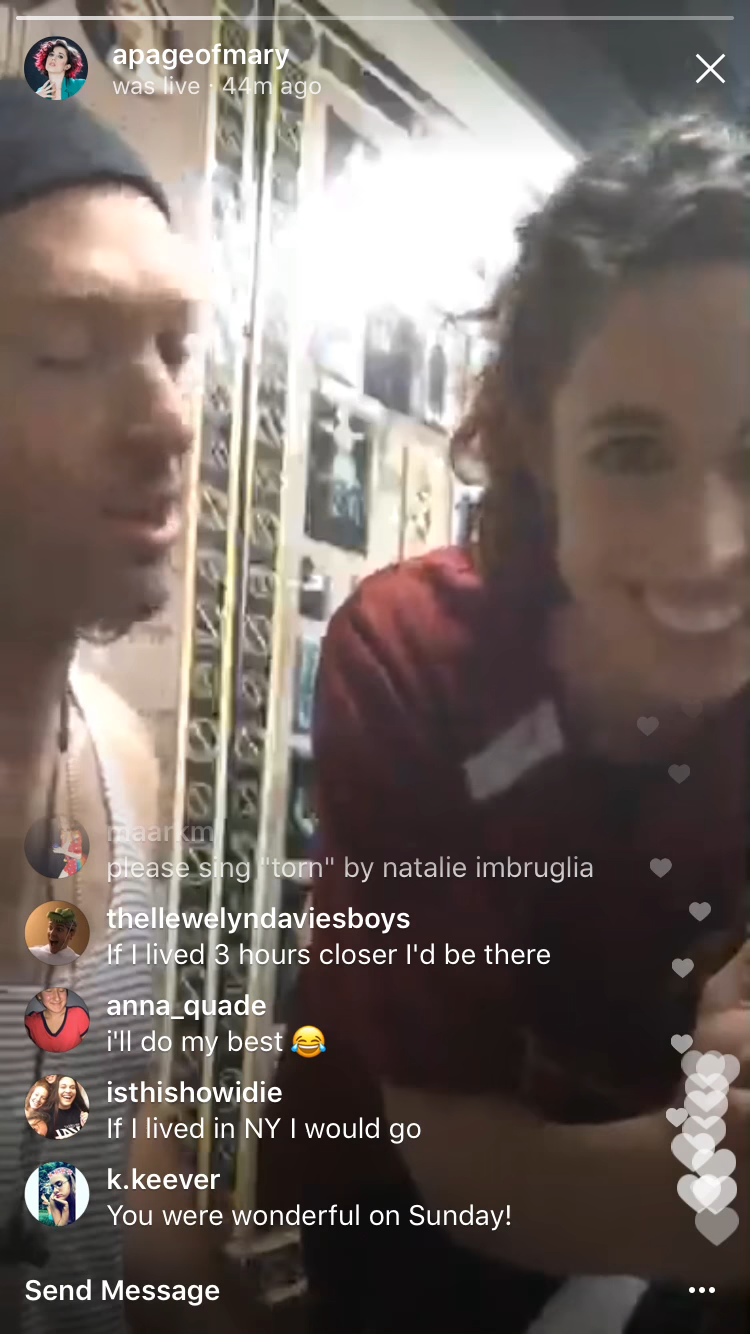 apageofmary
was live · 44m ago
maarkm
please sing "torn" by natalie imbruglia
thellewelyndaviesboys
If I lived 3 hours closer I'd be there
anna_quade
i'll do my best 😂
isthishowidie
If I lived in NY I would go
k.keever
You were wonderful on Sunday!
Send Message